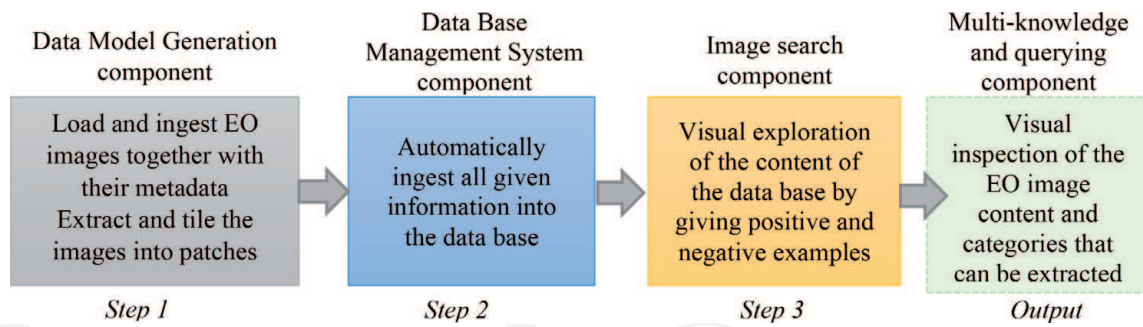 Data Model Generation
component
Load and ingest EO
images together with
their metadata
Extract and tile the
images into patches
Step 1
Data Base
Management System
component
Automatically
ingest all given
information into
the data base
Step 2
Image search
component
Visual exploration
of the content of
the data base by
giving positive and
negative examples
Step 3
Multi-knowledge
and querying
component
Visual
inspection of the
EO image
content and
categories that
can be extracted
Output